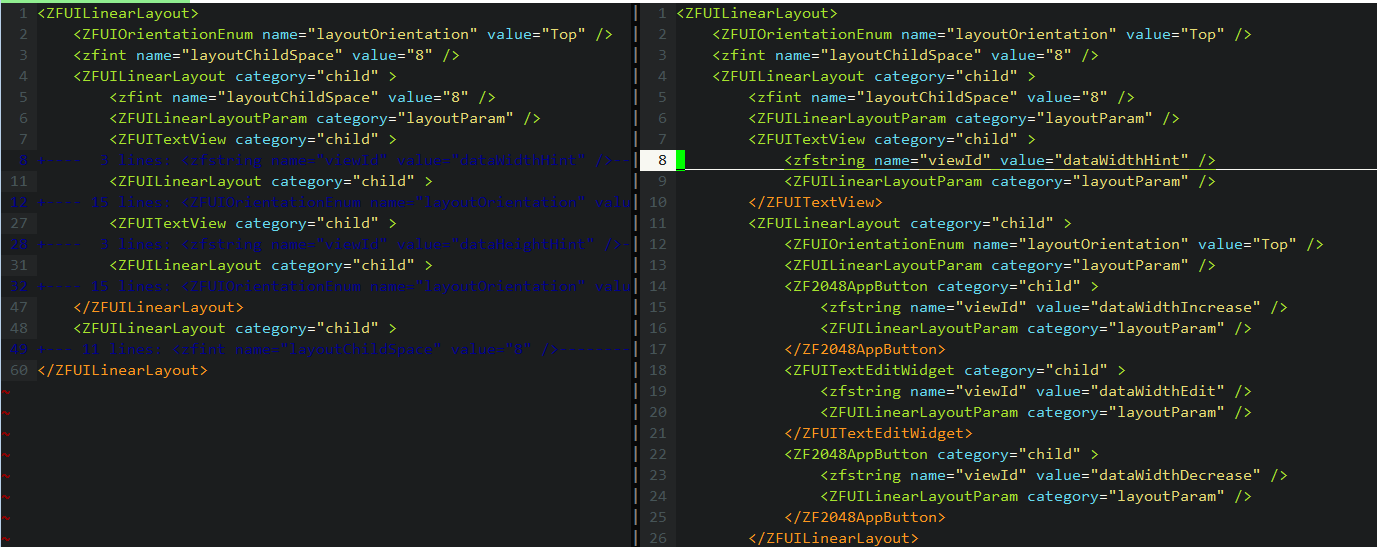 1 <ZFUILinearLayout>
2 <ZFUIOrientationEnum name="layoutOrientation" value="Top" />
3 <zfint name="layoutChildSpace" value="8" />
4 <ZFUILinearLayout category="child" >
5 <zfint name="layoutChildSpace" value="8" />
6 <ZFUILinearLayoutParam category="layoutParam" />
7 <ZFUITextView category="child" >
8 +---- 3 lines: <zfstring name="viewId" value="dataWidthHint" />--
11 <ZFUILinearLayout category="child" >
12 +---- 15 lines: <ZFUIOrientationEnum name="layoutOrientation" valu
27 <ZFUITextView category="child" >
28 +---- 3 lines: <zfstring name="viewId" value="dataHeightHint" />-
31 <ZFUILinearLayout category="child" >
32 +---- 15 lines: <ZFUIOrientationEnum name="layoutOrientation" valu
47 </ZFUILinearLayout>
48 <ZFUILinearLayout category="child" >
49 +--- 11 lines: <zfint name="layoutChildSpace" value="8" />--------
60 </ZFUILinearLayout>
~
~
~
~
~
~
~
~
1 <ZFUILinearLayout>
2 <ZFUIOrientationEnum name="layoutOrientation" value="Top" />
3 <zfint name="layoutChildSpace" value="8" />
4 <ZFUILinearLayout category="child" >
5 <zfint name="layoutChildSpace" value="8" />
6 <ZFUILinearLayoutParam category="layoutParam" />
7 <ZFUITextView category="child" >
8 <zfstring name="viewId" value="dataWidthHint" />
9 <ZFUILinearLayoutParam category="layoutParam" />
10 </ZFUITextView>
11 <ZFUILinearLayout category="child" >
12 <ZFUIOrientationEnum name="layoutOrientation" value="Top" />
13 <ZFUILinearLayoutParam category="layoutParam" />
14 <ZF2048AppButton category="child" >
15 <zfstring name="viewId" value="dataWidthIncrease" />
16 <ZFUILinearLayoutParam category="layoutParam" />
17 </ZF2048AppButton>
18 <ZFUITextEditWidget category="child" >
19 <zfstring name="viewId" value="dataWidthEdit" />
20 <ZFUILinearLayoutParam category="layoutParam" />
21 </ZFUITextEditWidget>
22 <ZF2048AppButton category="child" >
23 <zfstring name="viewId" value="dataWidthDecrease" />
24 <ZFUILinearLayoutParam category="layoutParam" />
25 </ZF2048AppButton>
26 </ZFUILinearLayout>